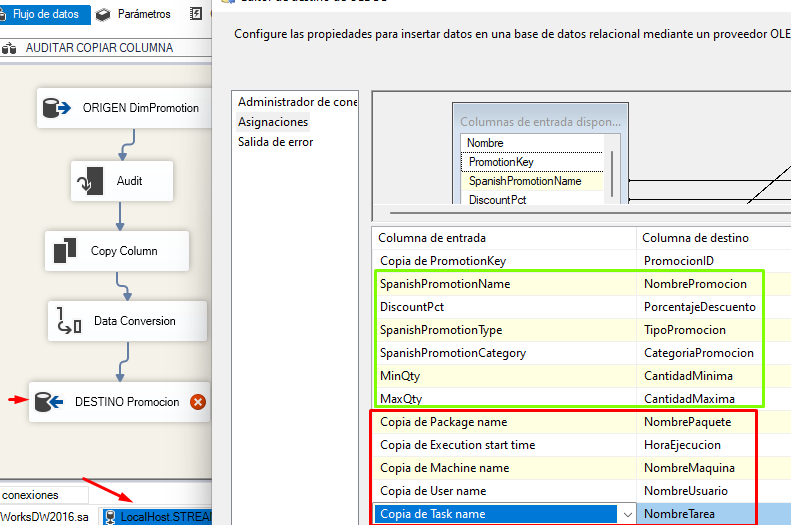 Flujo de datos
Parámetros
AUDITAR COPIAR COLUMNA
ORIGEN DimPromotion
Audit
Copy Column
Data Conversion
DESTINO Promocion
conexiones
WorksDW2016.sa
LocalHost.STREA
Configure las propiedades para insertar datos en una base de datos relacional mediante un proveedor OLE
Administrador de cone
Asignaciones
Salida de error
Columnas de entrada dispon...
Nombre
PromotionKey
SpanishPromotionName
DiscountPct
Columna de entrada Columna de destino
Copia de PromotionKey PromocionID
SpanishPromotionName NombrePromocion
DiscountPct PorcentajeDescuento
SpanishPromotionType TipoPromocion
SpanishPromotionCategory CategoriaPromocion
MinQty CantidadMinima
MaxQty CantidadMaxima
Copia de Package name NombrePaquete
Copia de Execution start time HoraEjecucion
Copia de Machine name NombreMaquina
Copia de User name NombreUsuario
Copia de Task name NombreTarea